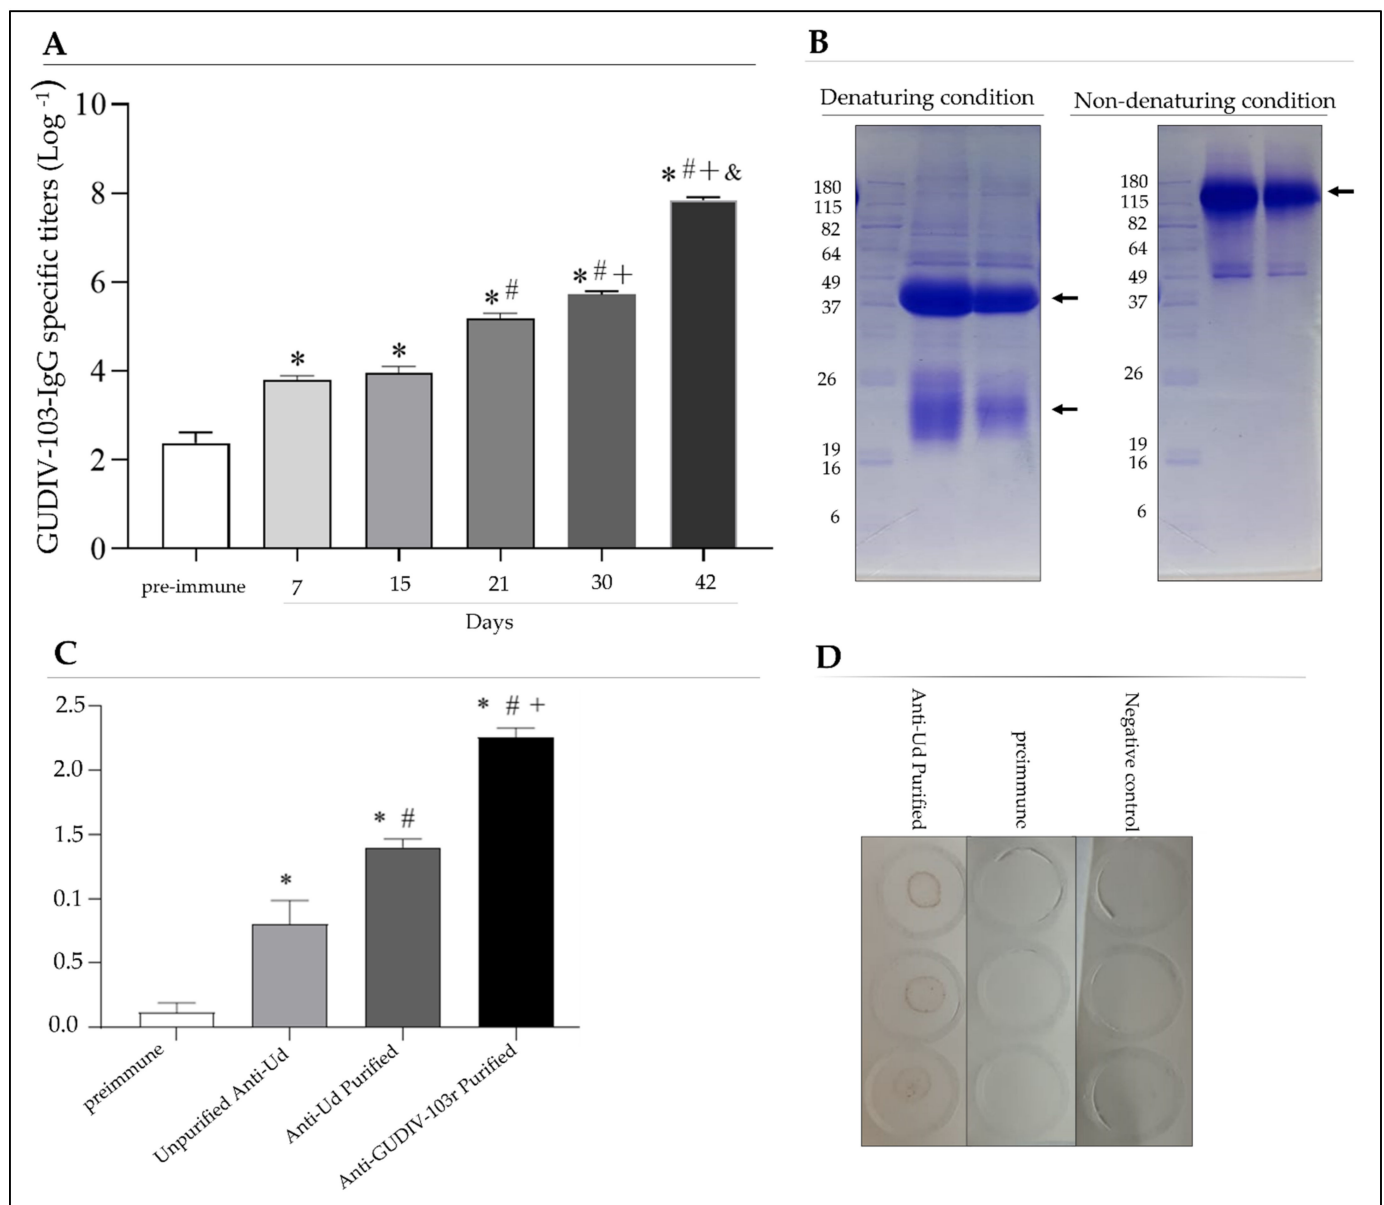 A
GUDIV-103-IgG specific titers (Log -1)
10
8
6
4
2
0
*
*
* #
* # +
* # + &
pre-immune 7 15 21 30 42
Days
B
Denaturing condition
180
115
82
64
49
37
26
19
16
6
Non-denaturing condition
180
115
82
64
49
37
26
19
16
6
C
2.5
2.0
1.5
0.1
0.5
0.0
*
* #
* # +
preimmune
Unpurified Anti-Ud
Anti-Ud Purified
Anti-GUDIV-103r Purified
D
Anti-Ud Purified
preimmune
Negative control